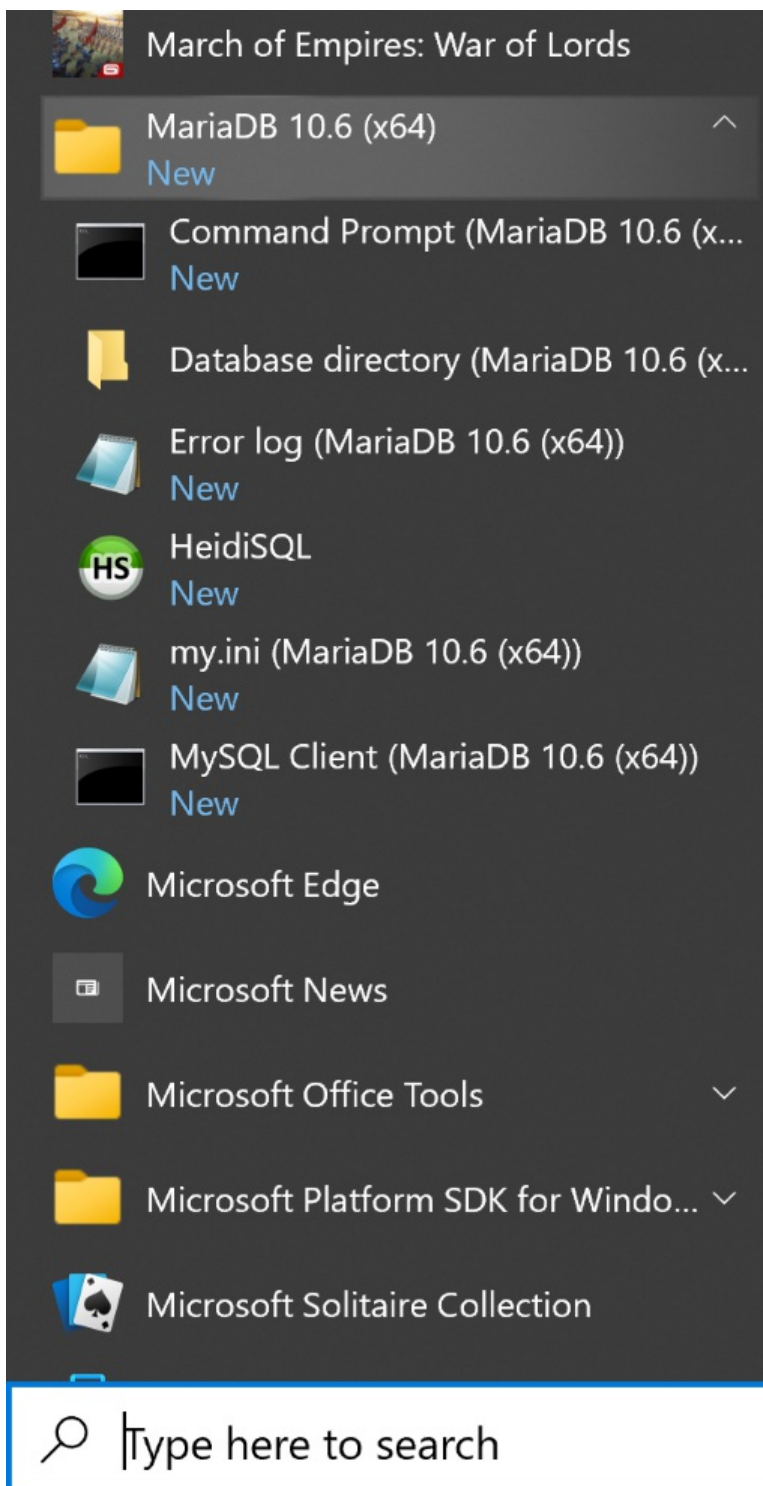 March of Empires: War of Lords
MariaDB 10.6 (x64)
New
Command Prompt (MariaDB 10.6 (x...
New
Database directory (MariaDB 10.6 (x...
Error log (MariaDB 10.6 (x64))
New
HS
HeidiSQL
New
my.ini (MariaDB 10.6 (x64))
New
MySQL Client (MariaDB 10.6 (x64))
New
Microsoft Edge
Microsoft News
Microsoft Office Tools
Microsoft Platform SDK for Windo...
Microsoft Solitaire Collection
Type here to search